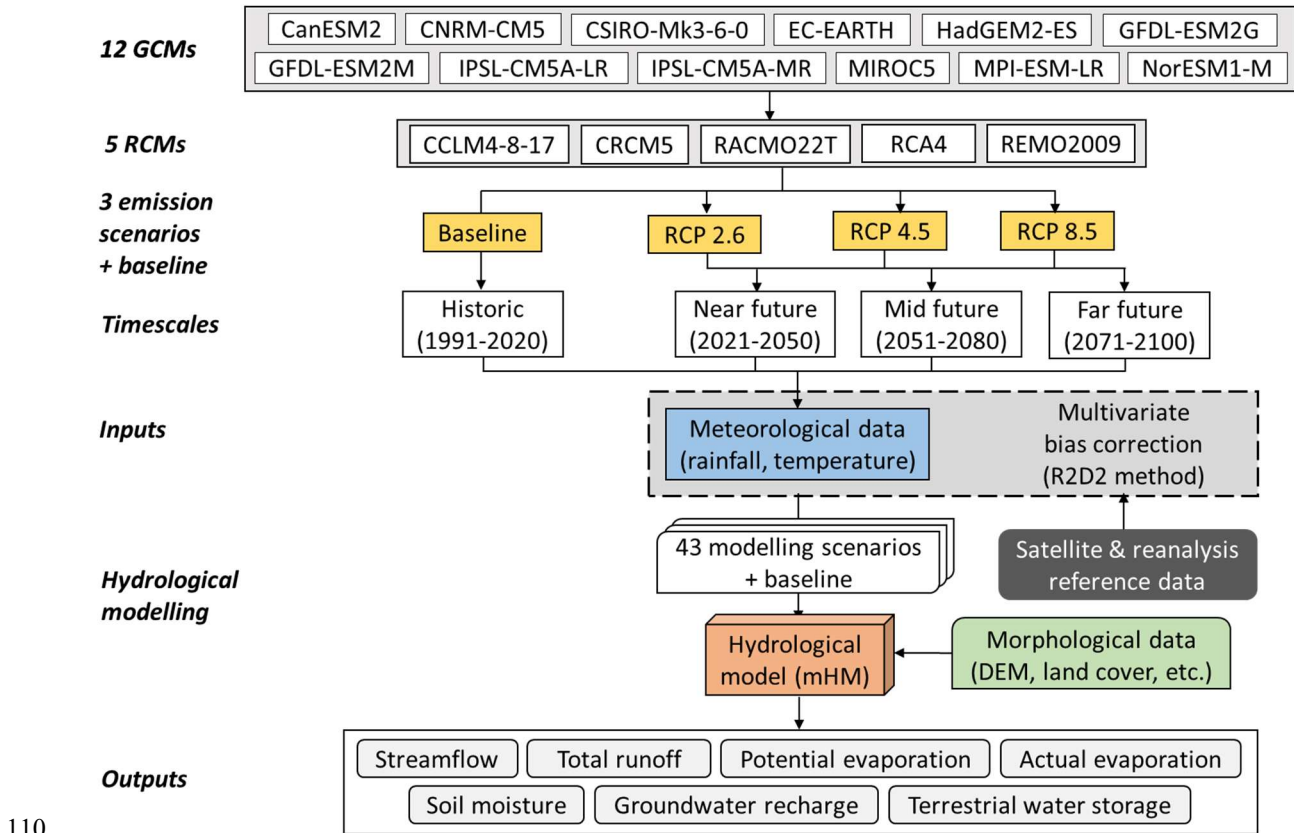 12 GCMs
CanESM2 CNRM-CM5 CSIRO-Mk3-6-0 EC-EARTH HadGEM2-ES GFDL-ESM2G
GFDL-ESM2M IPSL-CM5A-LR IPSL-CM5A-MR MIROC5 MPI-ESM-LR NorESM1-M
5 RCMs
CCLM4-8-17 CRCM5 RACMO22T RCA4 REMO2009
3 emission
scenarios
+ baseline
Baseline RCP 2.6 RCP 4.5 RCP 8.5
Timescales
Historic
(1991-2020)
Near future
(2021-2050)
Mid future
(2051-2080)
Far future
(2071-2100)
Inputs
Meteorological data
(rainfall, temperature)
Multivariate
bias correction
(R2D2 method)
Hydrological
modelling
43 modelling scenarios
+ baseline
Satellite & reanalysis
reference data
Hydrological
model (mHM)
Morphological data
(DEM, land cover, etc.)
Outputs
Streamflow Total runoff Potential evaporation Actual evaporation
Soil moisture Groundwater recharge Terrestrial water storage
110